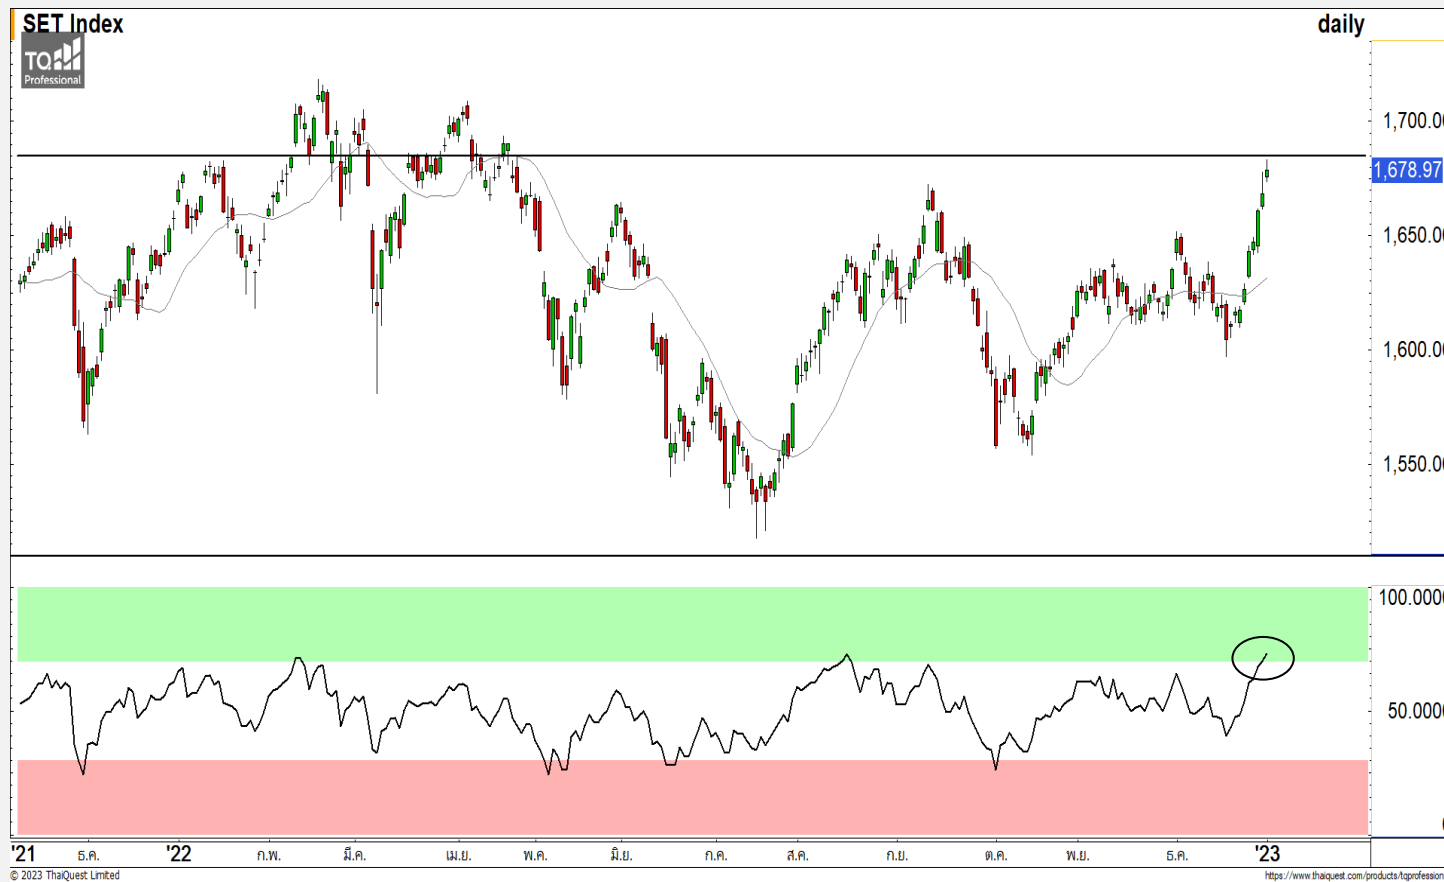 SET Index
daily
TQ
Professional
1,700.00
1,678.97
1,650.00
1,600.00
1,550.00
100.0000
50.0000
'21 ธ.ค. '22 ก.พ. มี.ค. เม.ย. พ.ค. มิ.ย. ก.ค. ส.ค. ก.ย. ต.ค. พ.ย. ธ.ค. '23
© 2023 ThaiQuest Limited
https://www.thaiquest.com/products/tqprofession